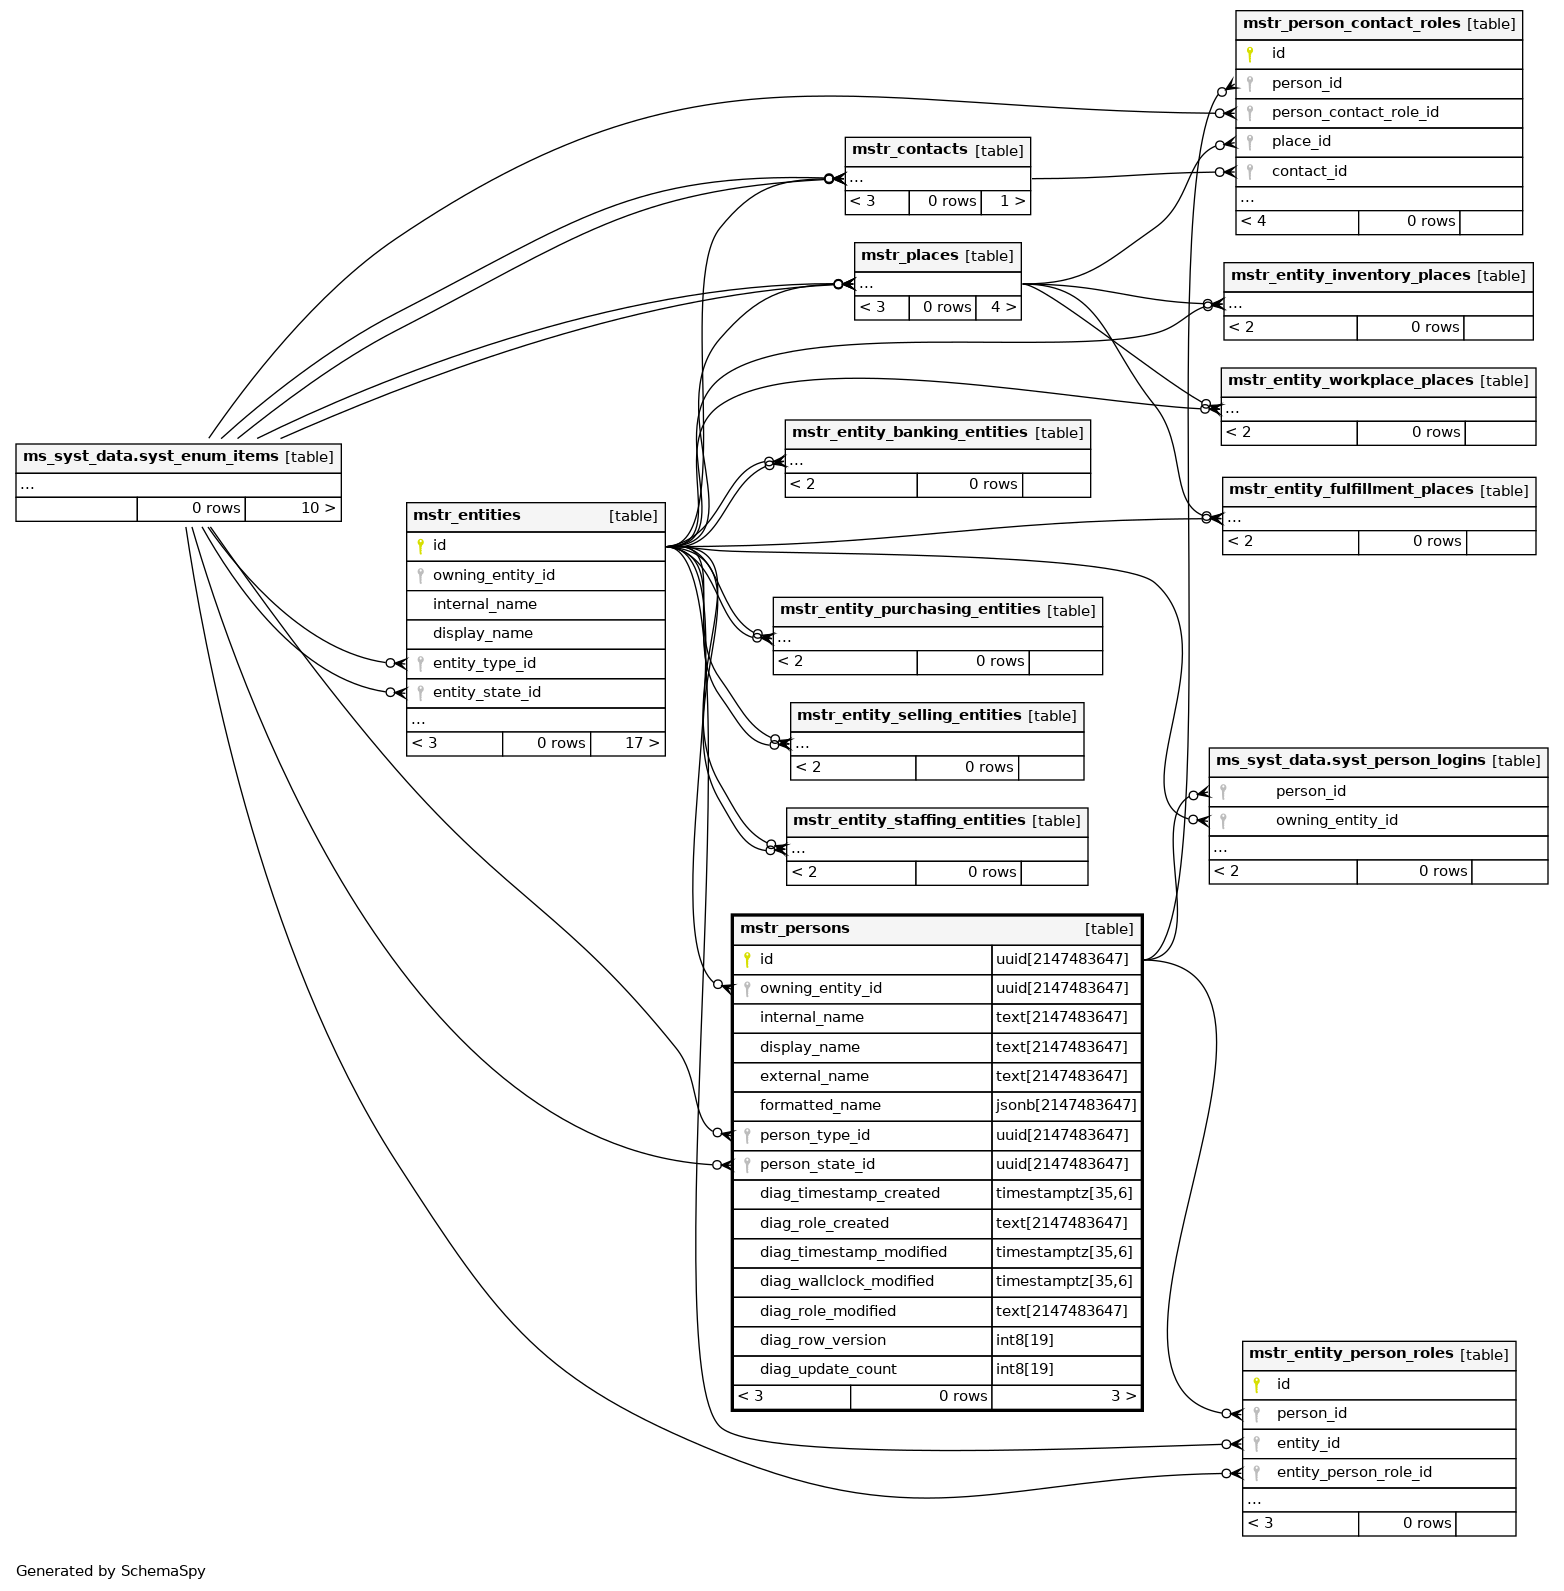 mstr_person_contact_roles [table]
id
person_id
person_contact_role_id
place_id
contact_id
...
< 4 0 rows
mstr_contacts [table]
...
< 3 0 rows 1 >
mstr_places [table]
...
< 3 0 rows 4 >
mstr_entity_inventory_places [table]
...
< 2 0 rows
mstr_entity_workplace_places [table]
...
< 2 0 rows
mstr_entity_banking_entities [table]
...
< 2 0 rows
ms_syst_data.syst_enum_items [table]
...
0 rows 10 >
mstr_entity_fulfillment_places [table]
...
< 2 0 rows
mstr_entities [table]
id
owning_entity_id
internal_name
display_name
entity_type_id
entity_state_id
...
< 3 0 rows 17 >
mstr_entity_purchasing_entities [table]
...
< 2 0 rows
mstr_entity_selling_entities [table]
...
< 2 0 rows
ms_syst_data.syst_person_logins [table]
person_id
owning_entity_id
...
< 2 0 rows
mstr_entity_staffing_entities [table]
...
< 2 0 rows
mstr_persons [table]
id uuid[2147483647]
owning_entity_id uuid[2147483647]
internal_name text[2147483647]
display_name text[2147483647]
external_name text[2147483647]
formatted_name jsonb[2147483647]
person_type_id uuid[2147483647]
person_state_id uuid[2147483647]
diag_timestamp_created timestamptz[35,6]
diag_role_created text[2147483647]
diag_timestamp_modified timestamptz[35,6]
diag_wallclock_modified timestamptz[35,6]
diag_role_modified text[2147483647]
diag_row_version int8[19]
diag_update_count int8[19]
< 3 0 rows 3 >
mstr_entity_person_roles [table]
id
person_id
entity_id
entity_person_role_id
...
< 3 0 rows
Generated by SchemaSpy